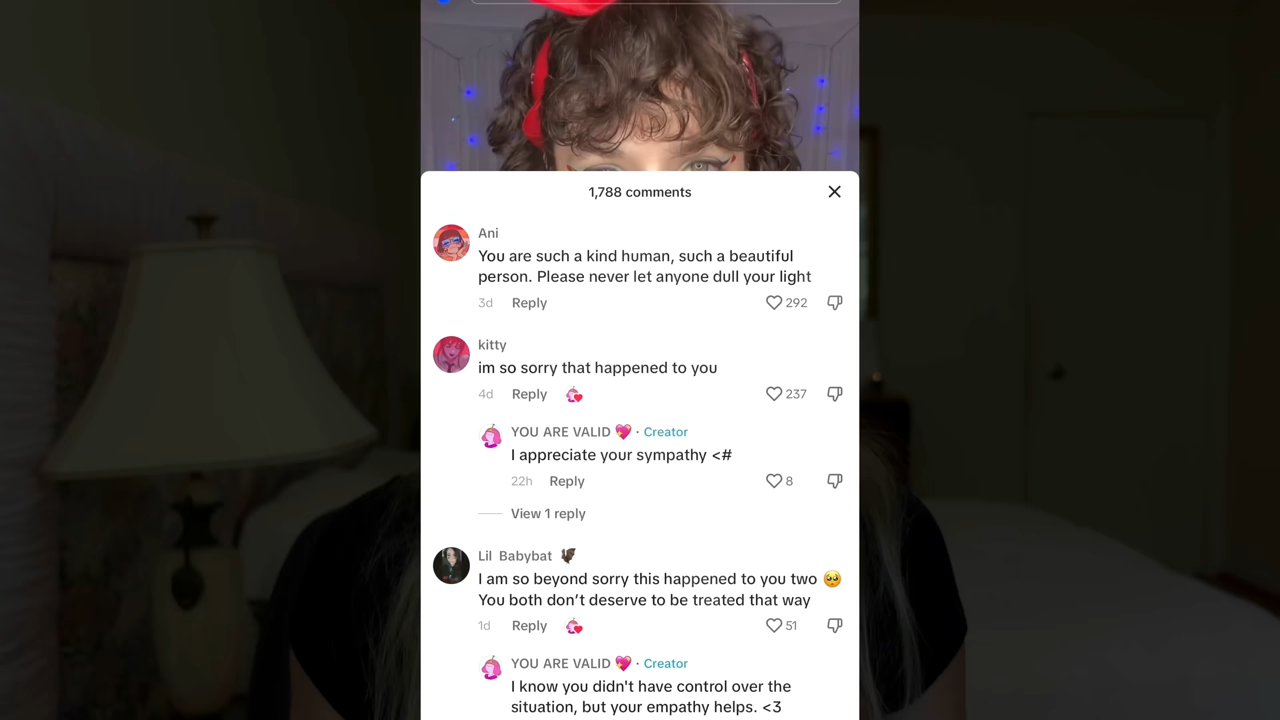 1,788 comments
Ani
You are such a kind human, such a beautiful
person. Please never let anyone dull your light
3d Reply 292
kitty
im so sorry that happened to you
4d Reply 237
YOU ARE VALID 💖 · Creator
I appreciate your sympathy <#
22h Reply 8
View 1 reply
Lil Babybat 🦇
I am so beyond sorry this happened to you two 🥺
You both don’t deserve to be treated that way
1d Reply 51
YOU ARE VALID 💖 · Creator
I know you didn't have control over the
situation, but your empathy helps. <3